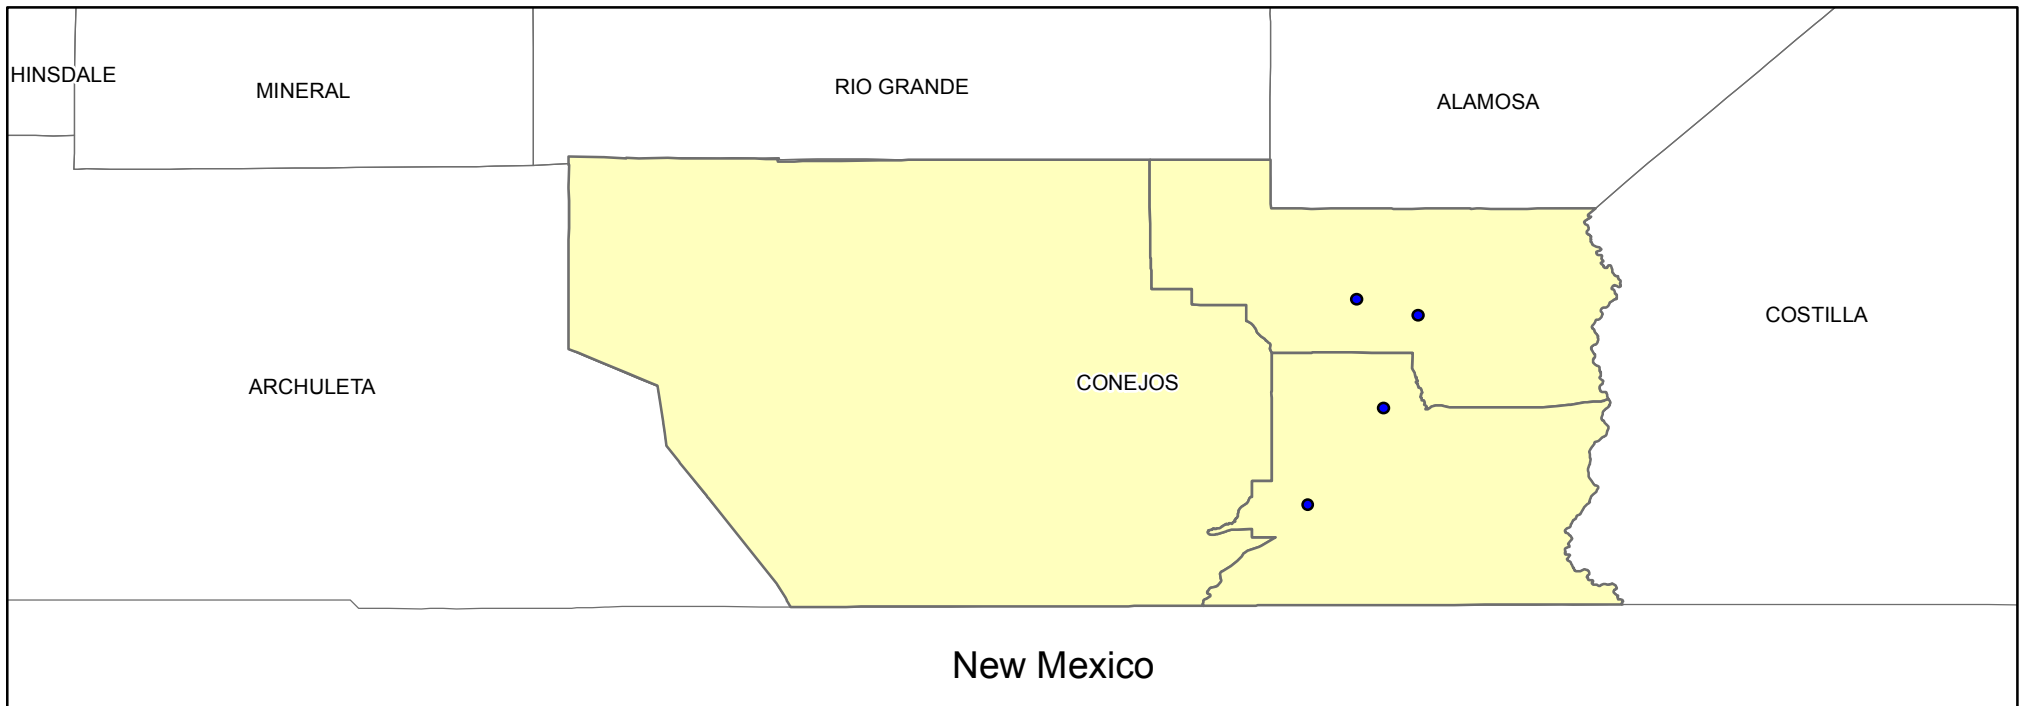 HINSDALE
MINERAL
RIO GRANDE
ALAMOSA
COSTILLA
ARCHULETA
CONEJOS
New Mexico